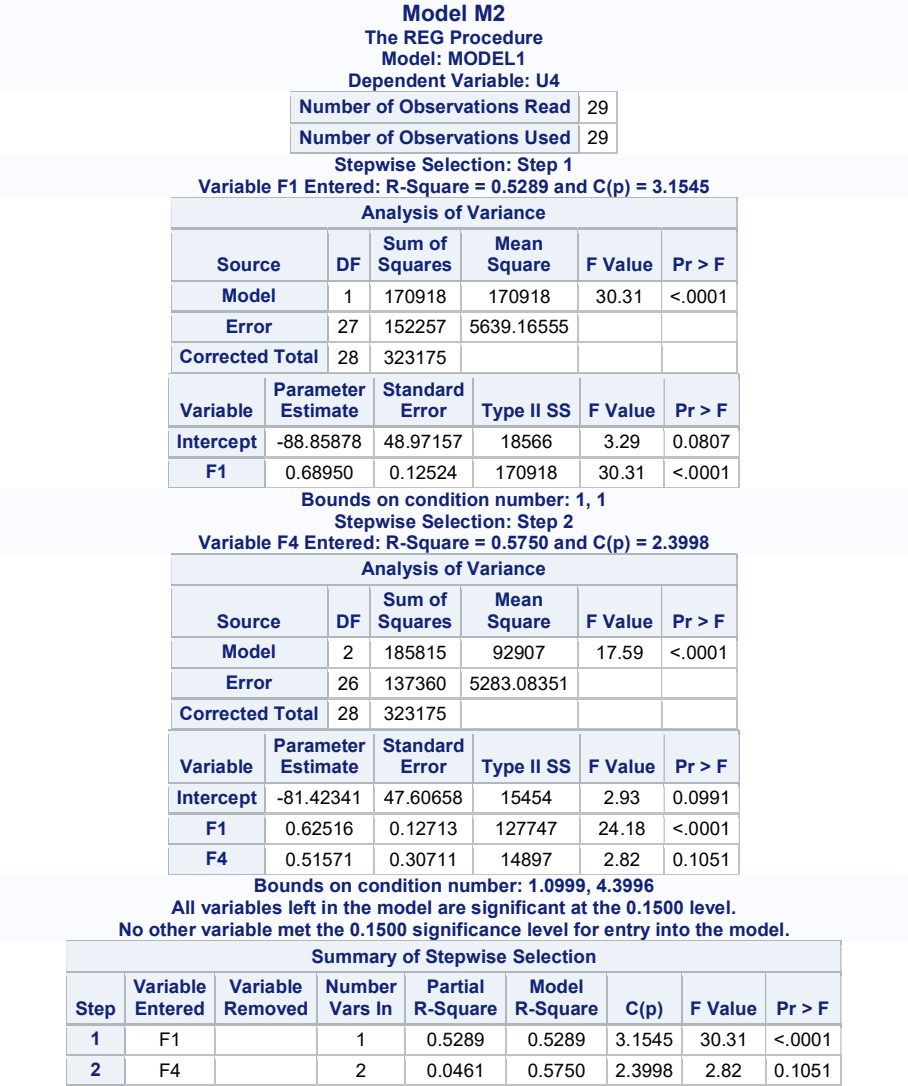 Model M2
The REG Procedure
Model: MODEL1
Dependent Variable: U4
Number of Observations Read 29
Number of Observations Used 29
Stepwise Selection: Step 1
Variable F1 Entered: R-Square = 0.5289 and C(p) = 3.1545
Analysis of Variance
Source DF Sum of Squares Mean Square F Value Pr > F
Model 1 170918 170918 30.31 <.0001
Error 27 152257 5639.16555
Corrected Total 28 323175
Variable Parameter Estimate Standard Error Type II SS F Value Pr > F
Intercept -88.85878 48.97157 18566 3.29 0.0807
F1 0.68950 0.12524 170918 30.31 <.0001
Bounds on condition number: 1, 1
Stepwise Selection: Step 2
Variable F4 Entered: R-Square = 0.5750 and C(p) = 2.3998
Analysis of Variance
Source DF Sum of Squares Mean Square F Value Pr > F
Model 2 185815 92907 17.59 <.0001
Error 26 137360 5283.08351
Corrected Total 28 323175
Variable Parameter Estimate Standard Error Type II SS F Value Pr > F
Intercept -81.42341 47.60658 15454 2.93 0.0991
F1 0.62516 0.12713 127747 24.18 <.0001
F4 0.51571 0.30711 14897 2.82 0.1051
Bounds on condition number: 1.0999, 4.3996
All variables left in the model are significant at the 0.1500 level.
No other variable met the 0.1500 significance level for entry into the model.
Summary of Stepwise Selection
Step Variable Entered Variable Removed Number Vars In Partial R-Square Model R-Square C(p) F Value Pr > F
1 F1 1 0.5289 0.5289 3.1545 30.31 <.0001
2 F4 2 0.0461 0.5750 2.3998 2.82 0.1051